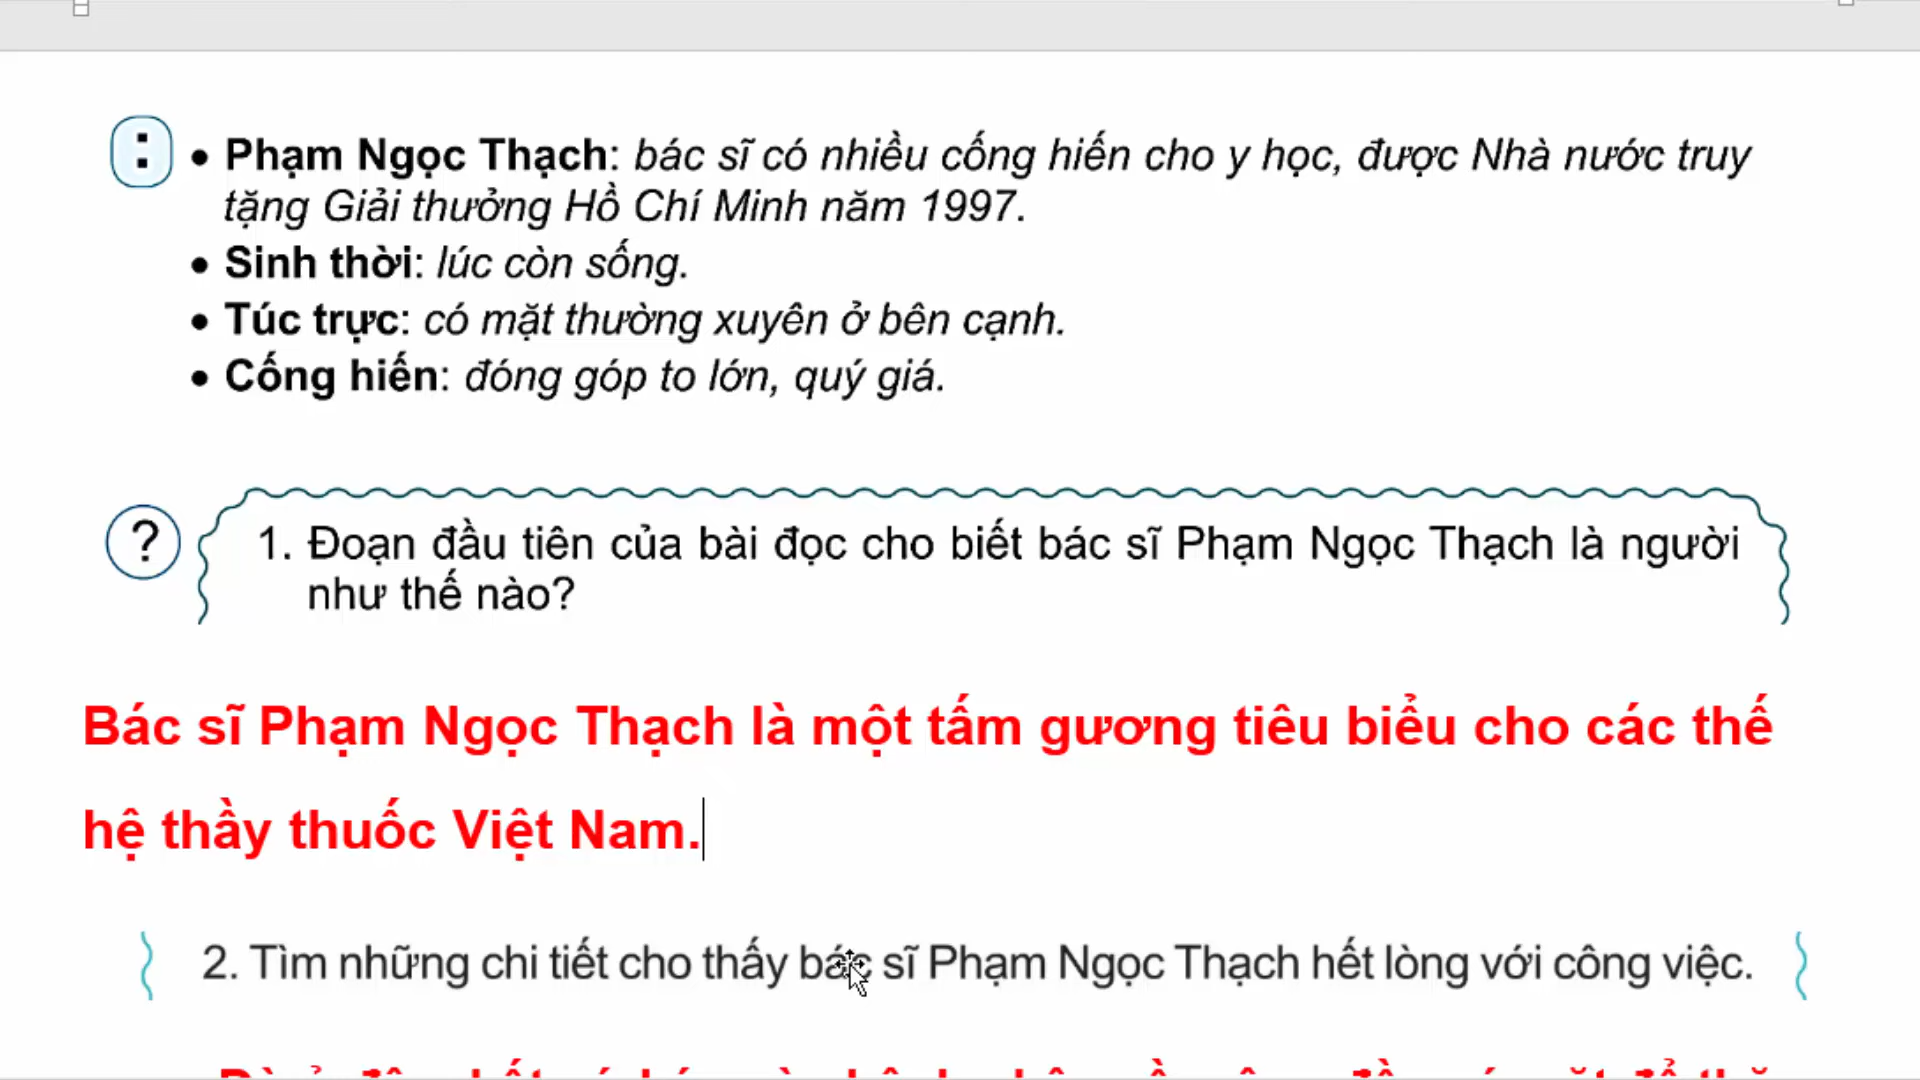 : • Phạm Ngọc Thạch: bác sĩ có nhiều cống hiến cho y học, được Nhà nước truy
tặng Giải thưởng Hồ Chí Minh năm 1997.
• Sinh thời: lúc còn sống.
• Túc trực: có mặt thường xuyên ở bên cạnh.
• Cống hiến: đóng góp to lớn, quý giá.
? 1. Đoạn đầu tiên của bài đọc cho biết bác sĩ Phạm Ngọc Thạch là người
như thế nào?
Bác sĩ Phạm Ngọc Thạch là một tấm gương tiêu biểu cho các thế
hệ thầy thuốc Việt Nam.
2. Tìm những chi tiết cho thấy bác sĩ Phạm Ngọc Thạch hết lòng với công việc.